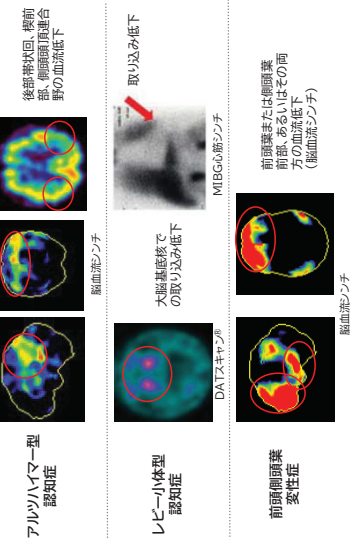 アルツハイマー型
認知症
脳血流シンチ
後部帯状回、楔前
部、側頭頭頂連合
野の血流低下
レビー小体型
認知症
DATスキャン®
大脳基底核で
の取り込み低下
MIBG心筋シンチ
取り込み低下
前頭側頭葉
変性症
脳血流シンチ
前頭葉または側頭葉
前部、あるいはその両
方の血流低下
（脳血流シンチ）